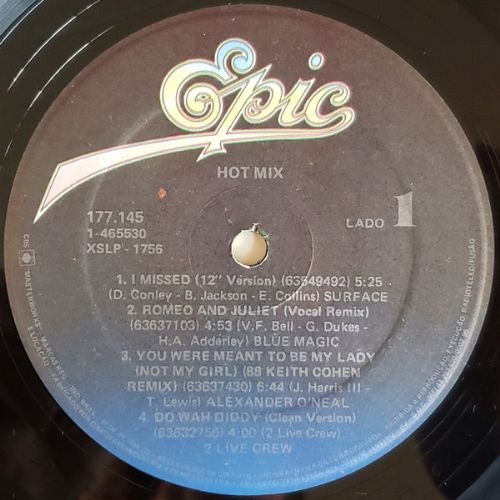 Epic
HOT MIX
177.145
1-465530
XSLP - 1756
LADO 1
1. I MISSED (12" Version) (63549492) 5:25
(D. Conley - B. Jackson - E. Collins) SURFACE
2. ROMEO AND JULIET (Vocal Remix)
(63637103) 4:53 (V.F. Bell - G. Dukes -
H.A. Adderley) BLUE MAGIC
3. YOU WERE MEANT TO BE MY LADY
(NOT MY GIRL) (88 KEITH COHEN
REMIX) (63637430) 6:44 (J. Harris III -
T. Lewis) ALEXANDER O'NEAL
4. DO WAH DIDDY (Clean Version)
(63632756) 4:00 (2 Live Crew)
2 LIVE CREW
CBS